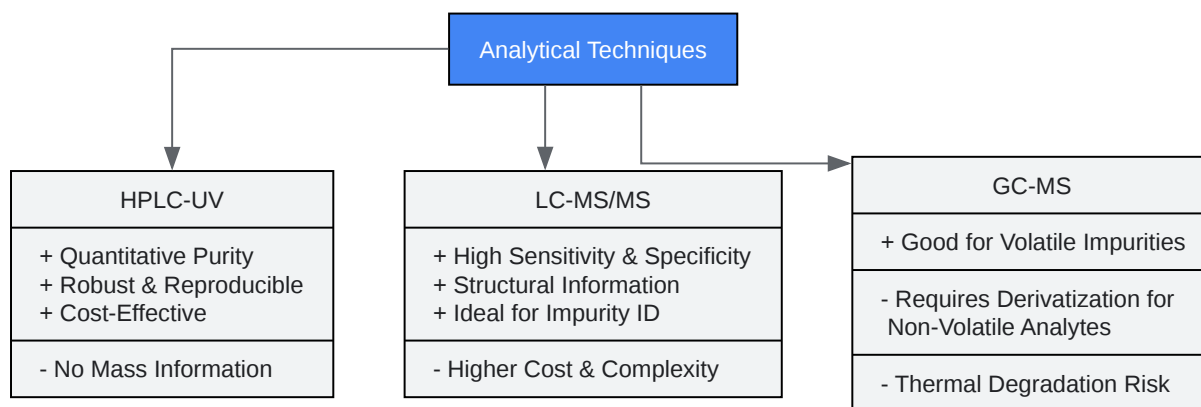 Analytical Techniques
HPLC-UV
+ Quantitative Purity
+ Robust & Reproducible
+ Cost-Effective
- No Mass Information
LC-MS/MS
+ High Sensitivity & Specificity
+ Structural Information
+ Ideal for Impurity ID
- Higher Cost & Complexity
GC-MS
+ Good for Volatile Impurities
- Requires Derivatization for
Non-Volatile Analytes
- Thermal Degradation Risk